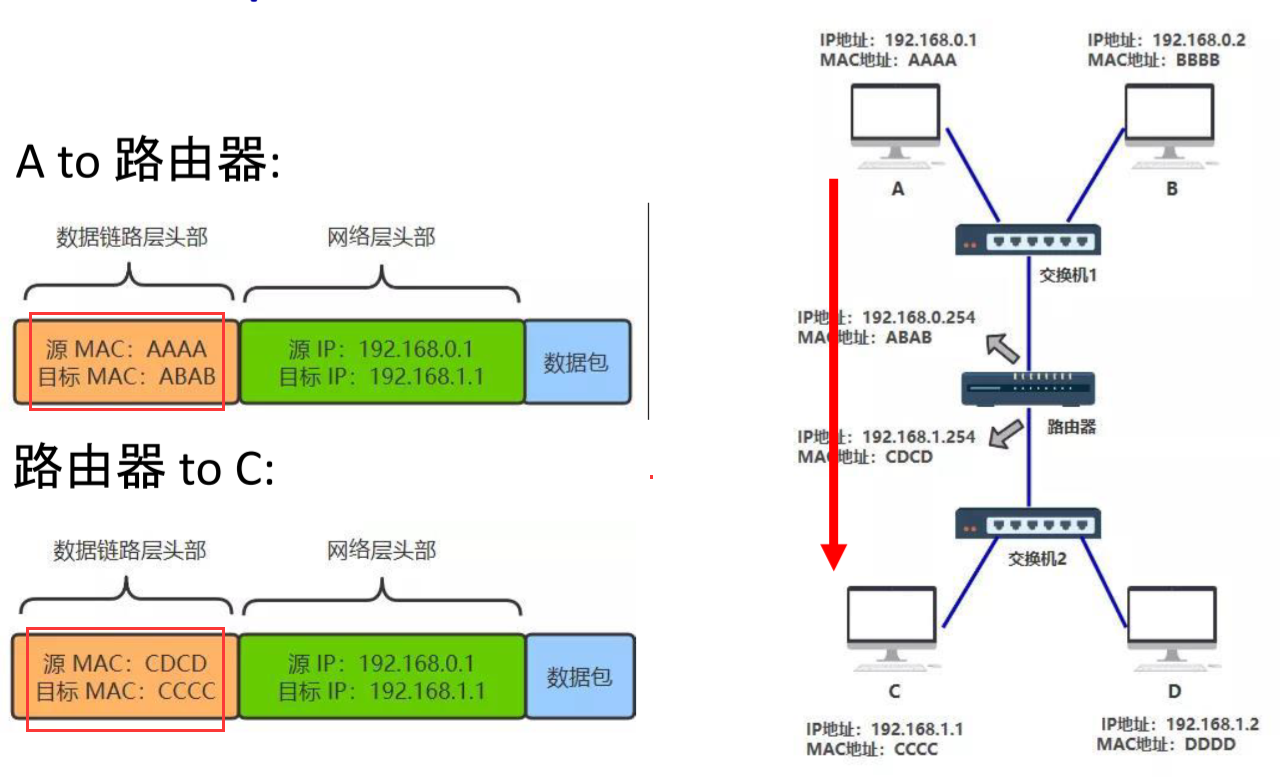 A to 路由器:
数据链路层头部
网络层头部
源 MAC：AAAA
目标 MAC：ABAB
源 IP：192.168.0.1
目标 IP：192.168.1.1
数据包
路由器 to C:
数据链路层头部
网络层头部
源 MAC：CDCD
目标 MAC：CCCC
源 IP：192.168.0.1
目标 IP：192.168.1.1
数据包
IP地址：192.168.0.1
MAC地址：AAAA
A
IP地址：192.168.0.2
MAC地址：BBBB
B
交换机1
IP地址：192.168.0.254
MAC地址：ABAB
路由器
IP地址：192.168.1.254
MAC地址：CDCD
交换机2
C
IP地址：192.168.1.1
MAC地址：CCCC
D
IP地址：192.168.1.2
MAC地址：DDDD